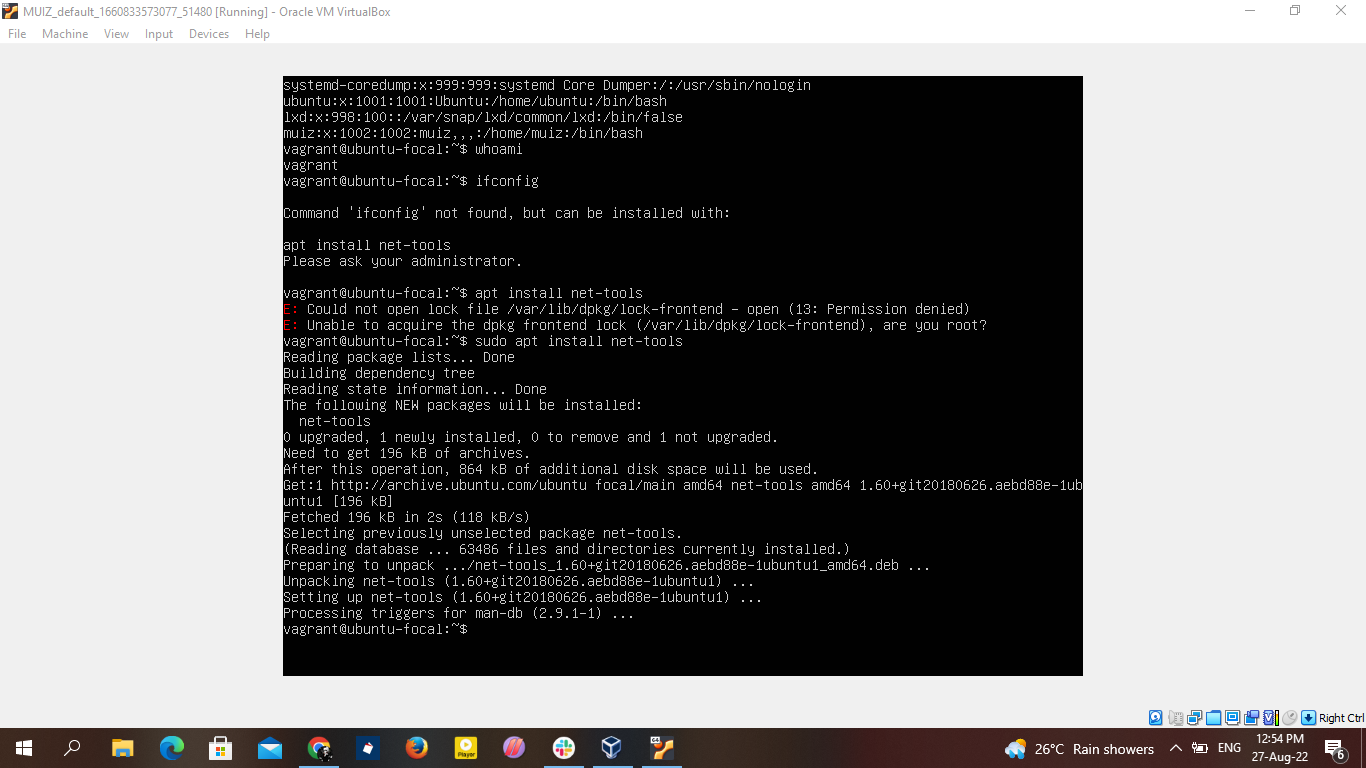 MUIZ_default_1660833573077_51480 [Running] - Oracle VM VirtualBox
File Machine View Input Devices Help
systemd-coredump:x:999:999:systemd Core Dumper:/:/usr/sbin/nologin
ubuntu:x:1001:1001:Ubuntu:/home/ubuntu:/bin/bash
lxd:x:998:100::/var/snap/lxd/common/lxd:/bin/false
muiz:x:1002:1002:muiz,,,:/home/muiz:/bin/bash
vagrant@ubuntu-focal:~$ whoami
vagrant
vagrant@ubuntu-focal:~$ ifconfig
Command 'ifconfig' not found, but can be installed with:
apt install net-tools
Please ask your administrator.
vagrant@ubuntu-focal:~$ apt install net-tools
E: Could not open lock file /var/lib/dpkg/lock-frontend - open (13: Permission denied)
E: Unable to acquire the dpkg frontend lock (/var/lib/dpkg/lock-frontend), are you root?
vagrant@ubuntu-focal:~$ sudo apt install net-tools
Reading package lists... Done
Building dependency tree
Reading state information... Done
The following NEW packages will be installed:
  net-tools
0 upgraded, 1 newly installed, 0 to remove and 1 not upgraded.
Need to get 196 kB of archives.
After this operation, 864 kB of additional disk space will be used.
Get:1 http://archive.ubuntu.com/ubuntu focal/main amd64 net-tools amd64 1.60+git20180626.aebd88e-1ub
untu1 [196 kB]
Fetched 196 kB in 2s (118 kB/s)
Selecting previously unselected package net-tools.
(Reading database ... 63486 files and directories currently installed.)
Preparing to unpack .../net-tools_1.60+git20180626.aebd88e-1ubuntu1_amd64.deb ...
Unpacking net-tools (1.60+git20180626.aebd88e-1ubuntu1) ...
Setting up net-tools (1.60+git20180626.aebd88e-1ubuntu1) ...
Processing triggers for man-db (2.9.1-1) ...
vagrant@ubuntu-focal:~$
Right Ctrl
Player
64
26°C Rain showers
ENG
12:54 PM
27-Aug-22
6